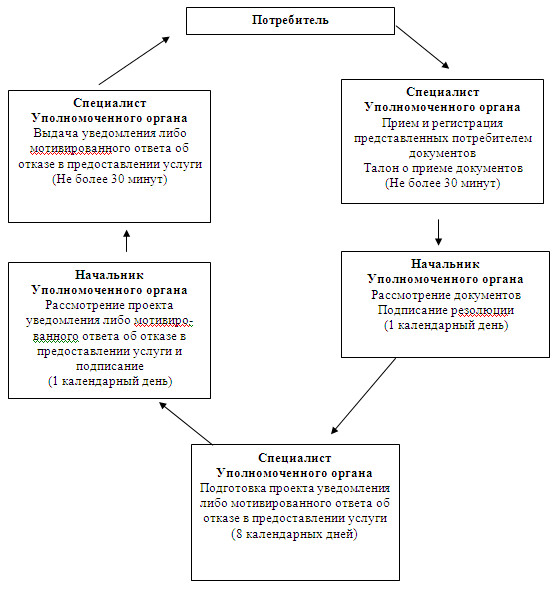 Потребитель
Специалист
Уполномоченного органа
Прием и регистрация
представленных потребителем
документов
Талон о приеме документов
(Не более 30 минут)
Начальник
Уполномоченного органа
Рассмотрение документов
Подписание резолюции
(1 календарный день)
Специалист
Уполномоченного органа
Подготовка проекта уведомления
либо мотивированного ответа об
отказе в предоставлении услуги
(8 календарных дней)
Начальник
Уполномоченного органа
Рассмотрение проекта
уведомления либо мотивиро-
ванного ответа об отказе в
предоставлении услуги и
подписание
(1 календарный день)
Специалист
Уполномоченного органа
Выдача уведомления либо
мотивированного ответа об
отказе в предоставлении услуги
(Не более 30 минут)